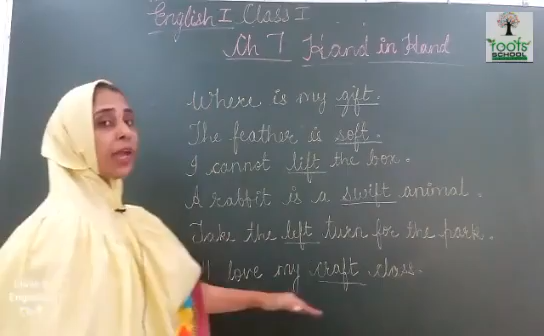 English I Class I
Ch 7 Hand in Hand
Where is my gift.
The feather is soft.
I cannot lift the box.
A rabbit is a swift animal.
Take the left turn for the park.
I love my craft class.
roots
SCHOOL